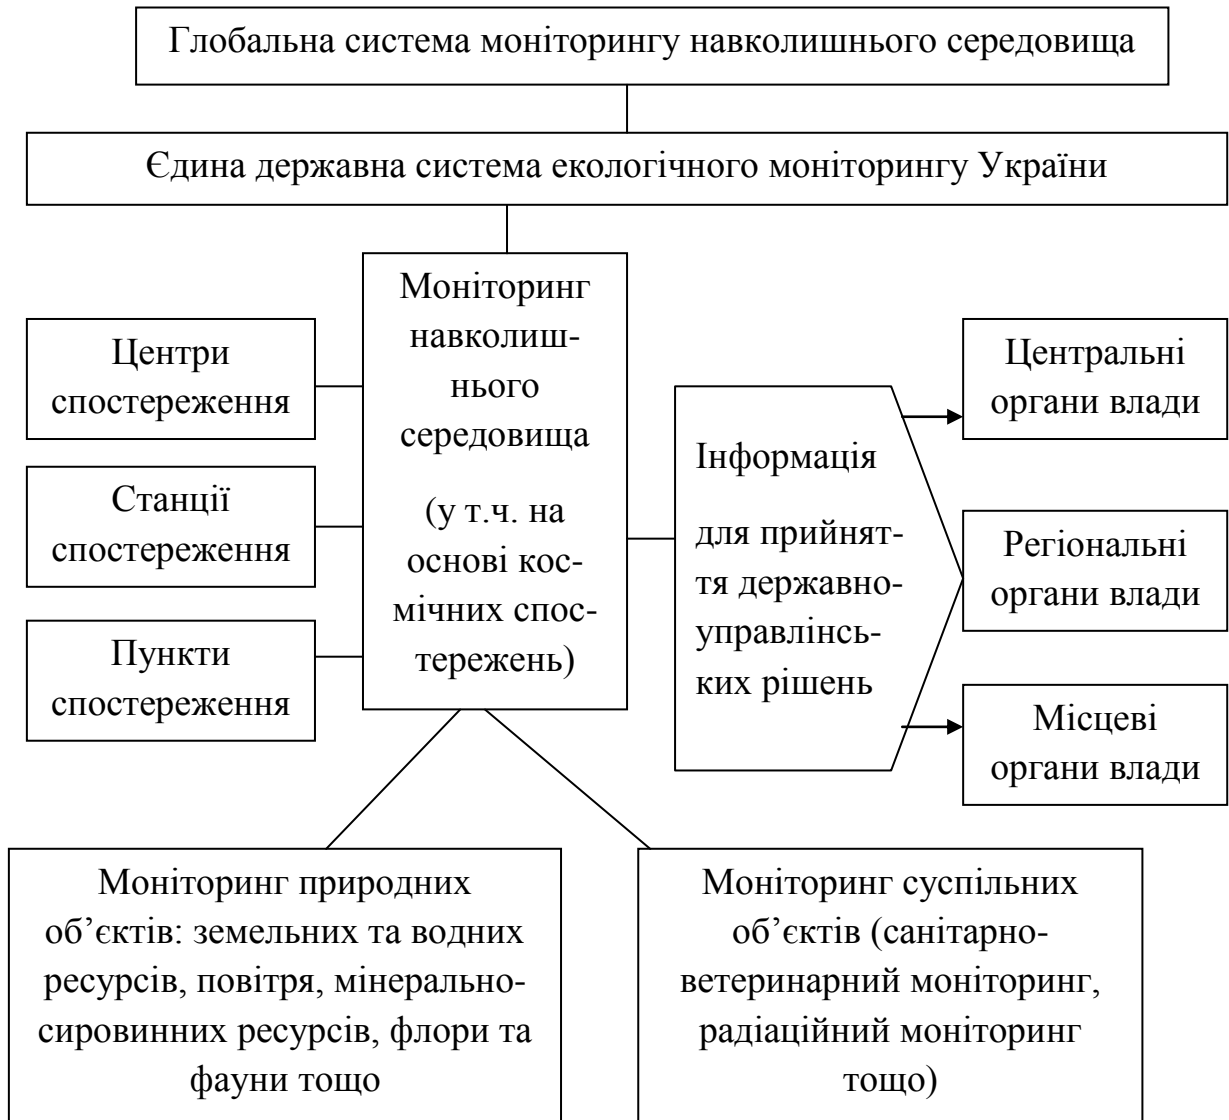 Глобальна система моніторингу навколишнього середовища
Єдина державна система екологічного моніторингу України
Центри
спостереження
Станції
спостереження
Пункти
спостереження
Моніторинг
навколиш-
нього
середовища
(у т.ч. на
основі кос-
мічних спос-
тережень)
Інформація
для прийнят-
тя державно-
управлінсь-
ких рішень
Центральні
органи влади
Регіональні
органи влади
Місцеві
органи влади
Моніторинг природних
об’єктів: земельних та водних
ресурсів, повітря, мінерально-
сировинних ресурсів, флори та
фауни тощо
Моніторинг суспільних
об’єктів (санітарно-
ветеринарний моніторинг,
радіаційний моніторинг
тощо)